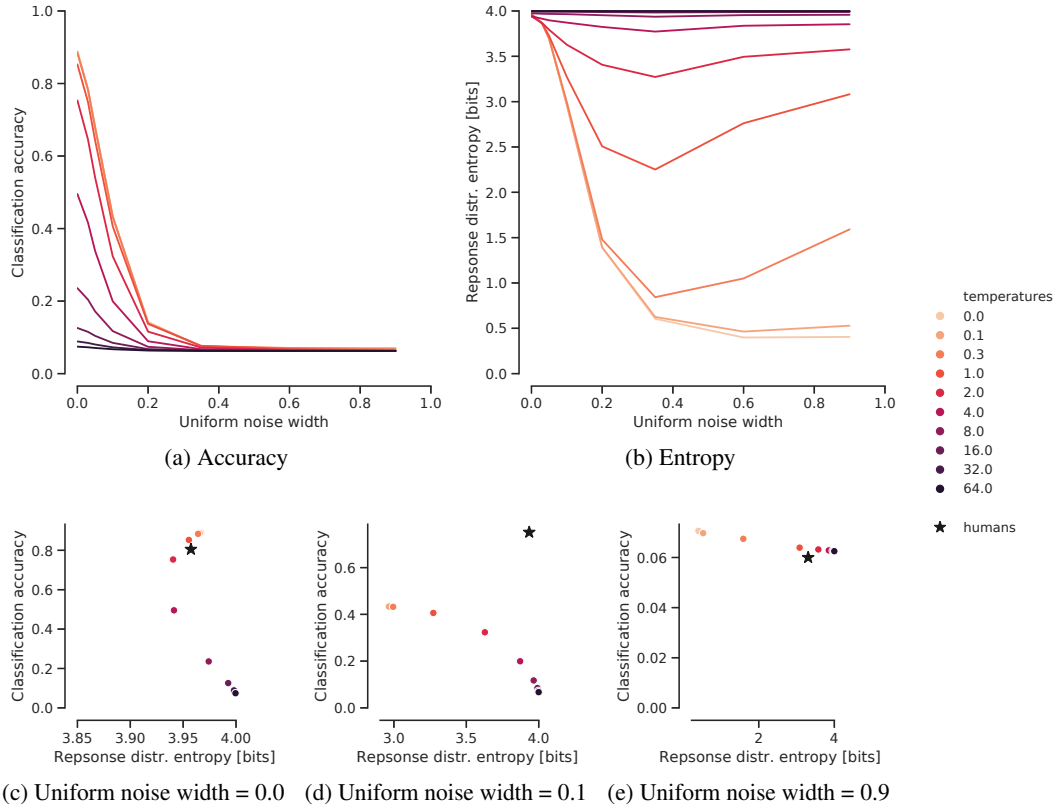 1.0
0.8
0.6
0.4
0.2
0.0
Classification accuracy
0.0 0.2 0.4 0.6 0.8 1.0
Uniform noise width
(a) Accuracy
4.0
3.5
3.0
2.5
2.0
1.5
1.0
0.5
0.0
Repsonse distr. entropy [bits]
0.0 0.2 0.4 0.6 0.8 1.0
Uniform noise width
(b) Entropy
temperatures
0.0
0.1
0.3
1.0
2.0
4.0
8.0
16.0
32.0
64.0
humans
0.8
0.6
0.4
0.2
0.0
Classification accuracy
3.85 3.90 3.95 4.00
Repsonse distr. entropy [bits]
(c) Uniform noise width = 0.0
0.6
0.4
0.2
0.0
Classification accuracy
3.0 3.5 4.0
Repsonse distr. entropy [bits]
(d) Uniform noise width = 0.1
0.06
0.04
0.02
0.00
Classification accuracy
2 4
Repsonse distr. entropy [bits]
(e) Uniform noise width = 0.9